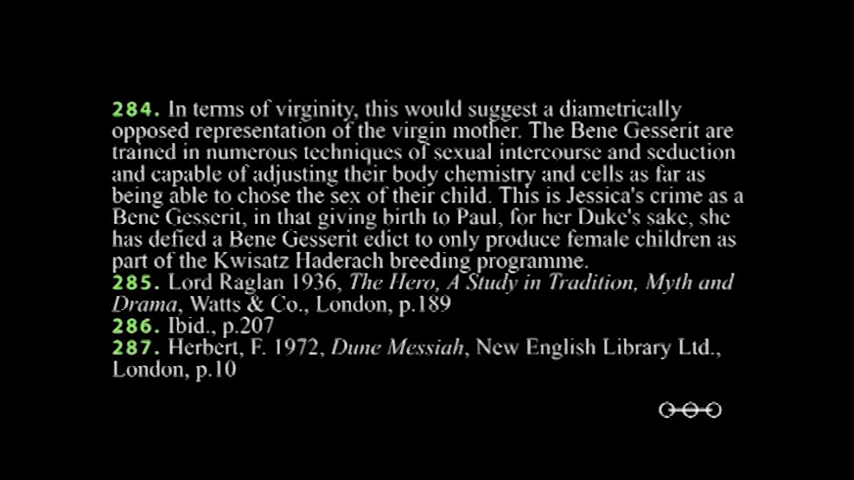 284. In terms of virginity, this would suggest a diametrically
opposed representation of the virgin mother. The Bene Gesserit are
trained in numerous techniques of sexual intercourse and seduction
and capable of adjusting their body chemistry and cells as far as
being able to chose the sex of their child. This is Jessica's crime as a
Bene Gesserit, in that giving birth to Paul, for her Duke's sake, she
has defied a Bene Gesserit edict to only produce female children as
part of the Kwisatz Haderach breeding programme.
285. Lord Raglan 1936, The Hero, A Study in Tradition, Myth and
Drama, Watts & Co., London, p.189
286. Ibid., p.207
287. Herbert, F. 1972, Dune Messiah, New English Library Ltd.,
London, p.10